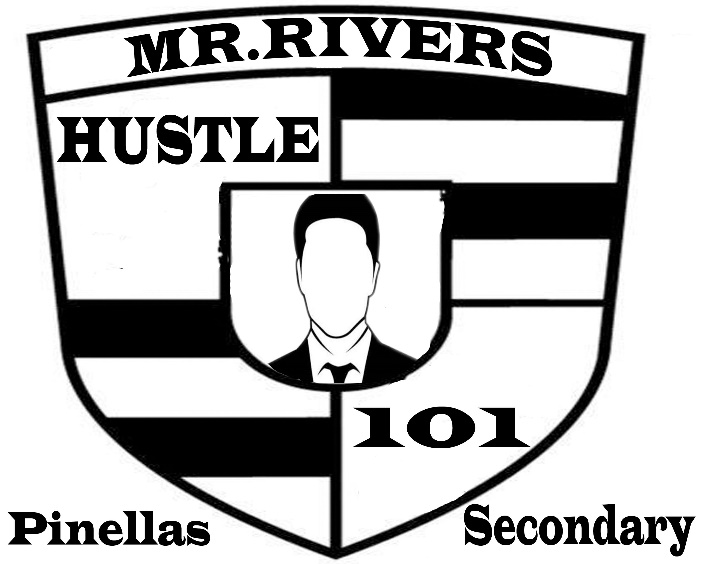 MR.RIVERS
HUSTLE
101
Pinellas Secondary